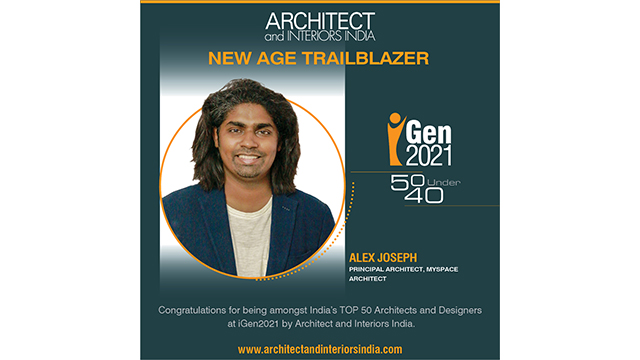 ARCHITECT
and INTERIORS INDIA
NEW AGE TRAILBLAZER
iGen
2021
50 Under
40
ALEX JOSEPH
PRINCIPAL ARCHITECT, MYSPACE
ARCHITECT
Congratulations for being amongst India's TOP 50 Architects and Designers
at iGen2021 by Architect and Interiors India.
www.architectandinteriorsindia.com